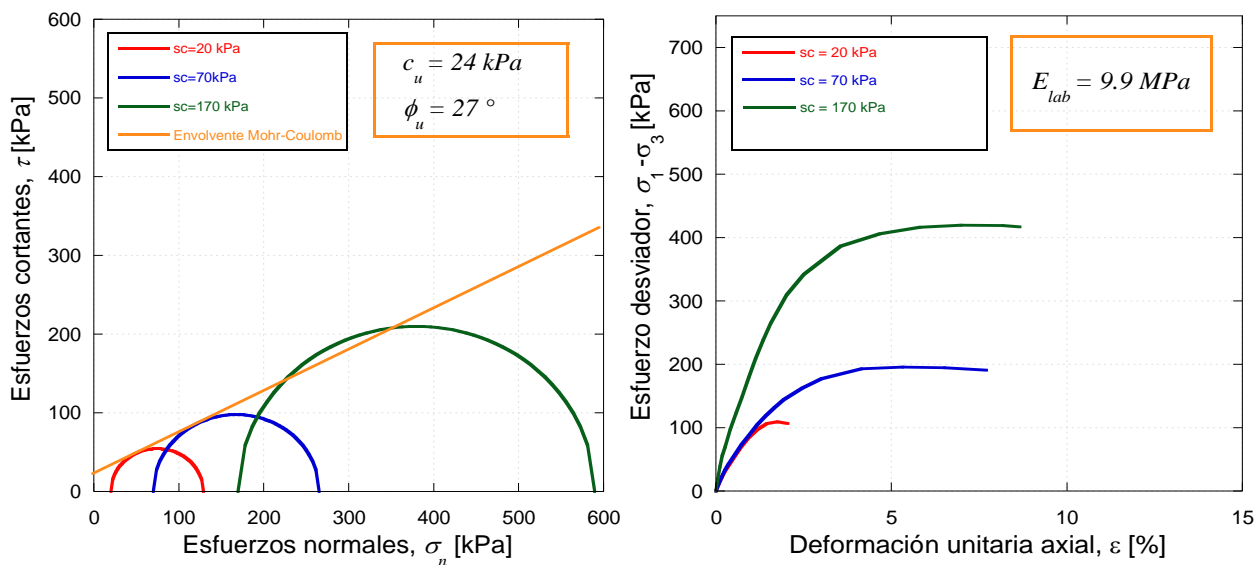 600
500
400
300
200
100
0
Esfuerzos cortantes, τ [kPa]
sc=20 kPa
sc=70kPa
sc=170 kPa
Envolvente Mohr-Coulomb
c_u = 24 kPa
ϕ_u = 27 °
0 100 200 300 400 500 600
Esfuerzos normales, σ_n [kPa]
700
600
500
400
300
200
100
0
Esfuerzo desviador, σ_1 -σ_3 [kPa]
sc = 20 kPa
sc = 70 kPa
sc = 170 kPa
E_lab = 9.9 MPa
0 5 10 15
Deformación unitaria axial, ε [%]